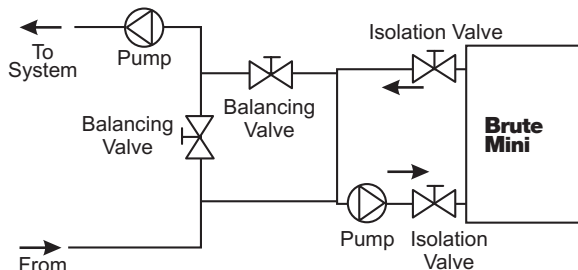 To
System
Pump
Isolation Valve
Balancing
Valve
Balancing
Valve
Brute
Mini
Pump
Isolation
Valve
From